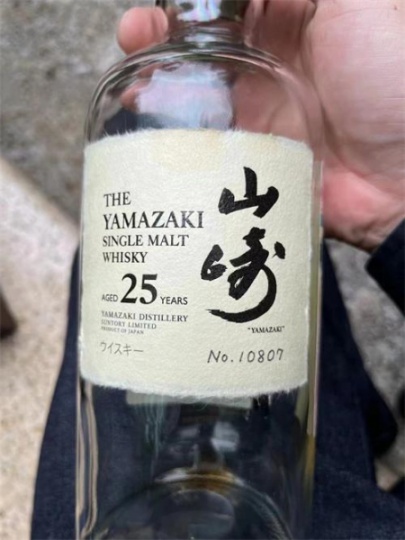 THE
YAMAZAKI
SINGLE MALT
WHISKY
AGED 25 YEARS
YAMAZAKI DISTILLERY
SUNTORY LIMITED
PRODUCT OF JAPAN
ウイスキー
山崎
"YAMAZAKI"
No.10807